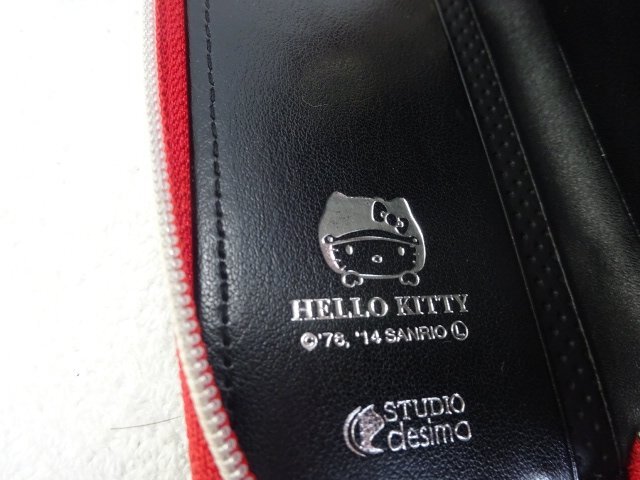 HELLO KITTY
©'76, '14 SANRIO Ⓛ
STUDIO
desima